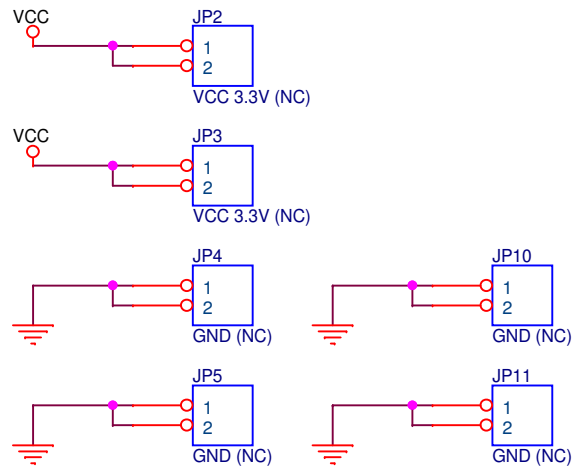 VCC
JP2
1
2
VCC 3.3V (NC)
VCC
JP3
1
2
VCC 3.3V (NC)
JP4
1
2
GND (NC)
JP10
1
2
GND (NC)
JP5
1
2
GND (NC)
JP11
1
2
GND (NC)